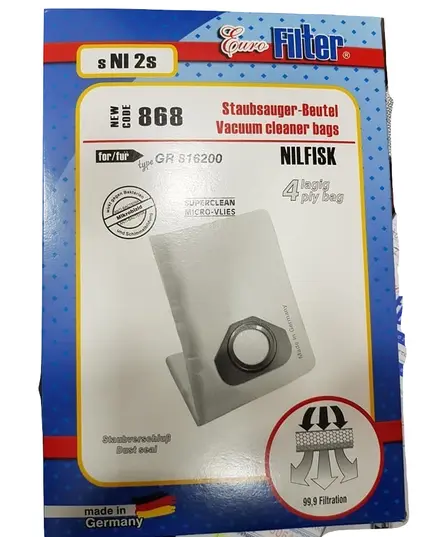 Euro Filter®
s NI 2s
NEW CODE 868
Staubsauger-Beutel
Vacuum cleaner bags
for/für type GR 816200
NILFISK
4 lagig
ply bag
Mikrobizid
SUPERCLEAN
MICRO-VLIES
Made in Germany
Staubverschluß
Dust seal
99,9 Filtration
made in
Germany